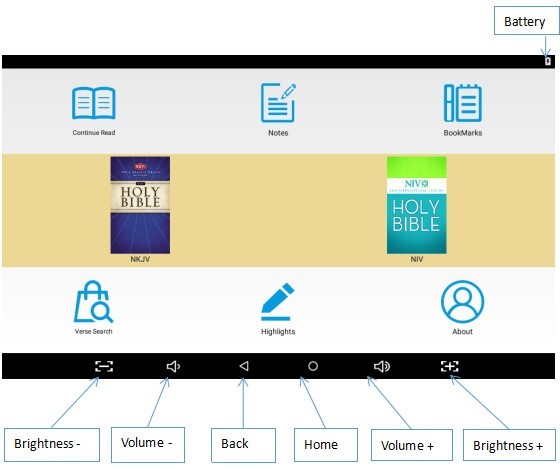 Battery
Continue Read
Notes
BookMarks
NKJV
HOLY
BIBLE
NKJV
NIV
HOLY
BIBLE
NIV
Verse Search
Highlights
About
Brightness -
Volume -
Back
Home
Volume +
Brightness +